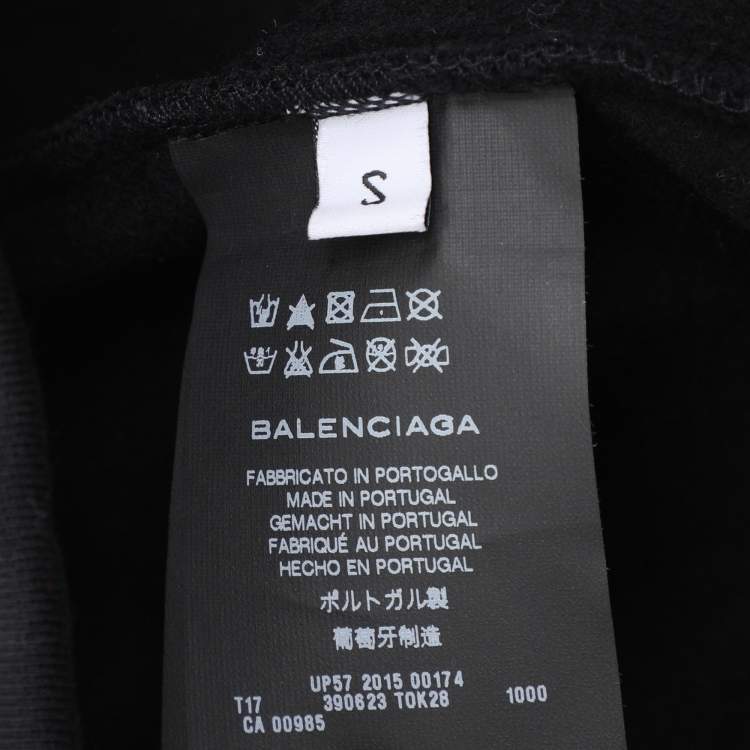 S
BALENCIAGA
FABBRICATO IN PORTOGALLO
MADE IN PORTUGAL
GEMACHT IN PORTUGAL
FABRIQUÉ AU PORTUGAL
HECHO EN PORTUGAL
ポルトガル製
葡萄牙制造
UP57 2015 00174
T17 390623 TOK28 1000
CA 00985